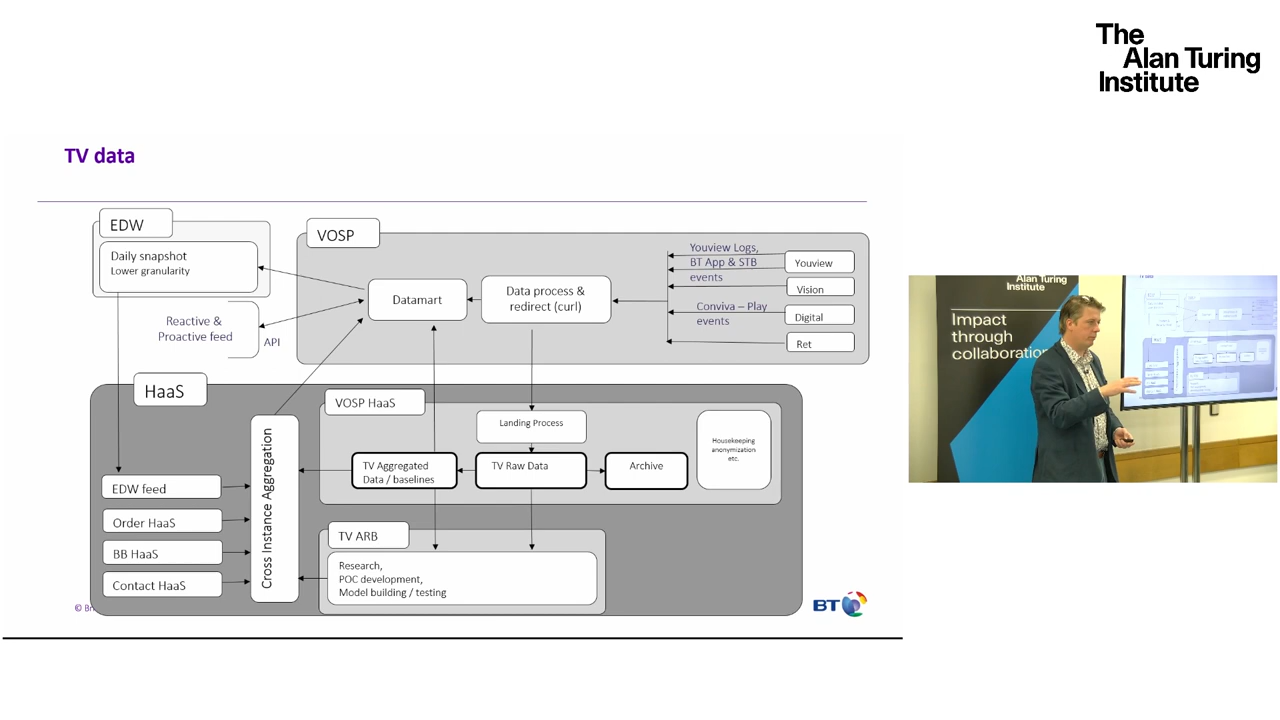 The
Alan Turing
Institute
TV data
EDW
Daily snapshot
Lower granularity
VOSP
Datamart
Data process &
redirect (curl)
Youview Logs,
BT App & STB
events
Conviva – Play
events
Youview
Vision
Digital
Ret
Reactive &
Proactive feed
API
HaaS
VOSP HaaS
Landing Process
TV Aggregated
Data / baselines
TV Raw Data
Archive
Housekeeping
anonymization
etc.
EDW feed
Order HaaS
BB HaaS
Contact HaaS
Cross Instance Aggregation
TV ARB
Research,
POC development,
Model building / testing
BT
Alan Turing
Institute
Impact
through
collaboration